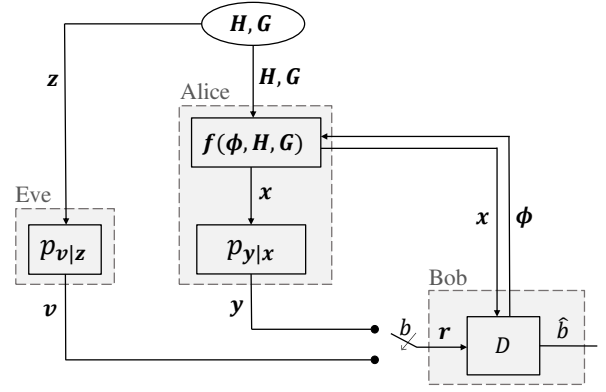 H, G
z
H, G
Alice
f(ϕ, H, G)
x
x
ϕ
Eve
p_{v|z}
p_{y|x}
Bob
v
y
b
r
D
b̂